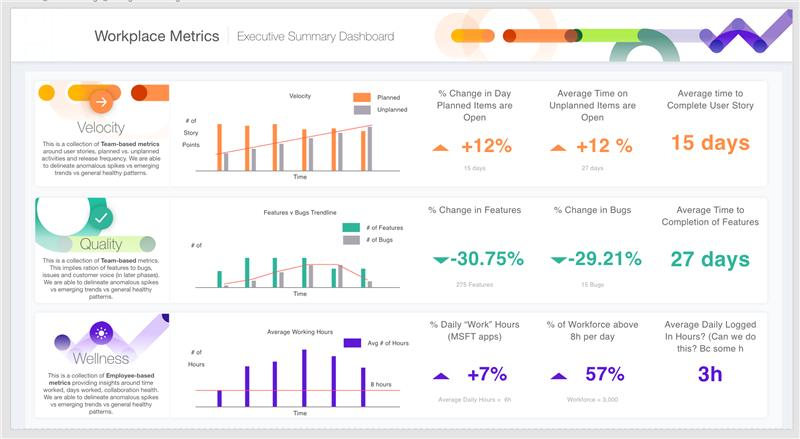 Workplace Metrics
Executive Summary Dashboard
Velocity
This is a collection of Team-based metrics
around user stories, planned vs. unplanned
activities and release frequency. We are able
to delineate anomalous spikes vs emerging
trends vs general healthy patterns.
Velocity
Planned
Unplanned
# of
Story
Points
Time
% Change in Day
Planned Items are
Open
+12%
15 days
Average Time on
Unplanned Items are
Open
+12 %
27 days
Average time to
Complete User Story
15 days
Quality
This is a collection of Team-based metrics.
This implies ration of features to bugs,
issues and customer voice (in later phases).
We are able to delineate anomalous spikes
vs emerging trends vs general healthy
patterns.
Features v Bugs Trendline
# of Features
# of Bugs
# of
Time
% Change in Features
-30.75%
275 Features
% Change in Bugs
-29.21%
15 Bugs
Average Time to
Completion of Features
27 days
Wellness
This is a collection of Employee-based
metrics providing insights around time
worked, days worked, collaboration health.
We are able to delineate anomalous spikes
vs emerging trends vs general healthy
patterns.
Average Working Hours
Avg # of Hours
# of
Hours
8 hours
Time
% Daily “Work” Hours
(MSFT apps)
+7%
Average Daily Hours = 6h
% of Workforce above
8h per day
57%
Workforce = 3,000
Average Daily Logged
In Hours? (Can we do
this? Bc some h
3h